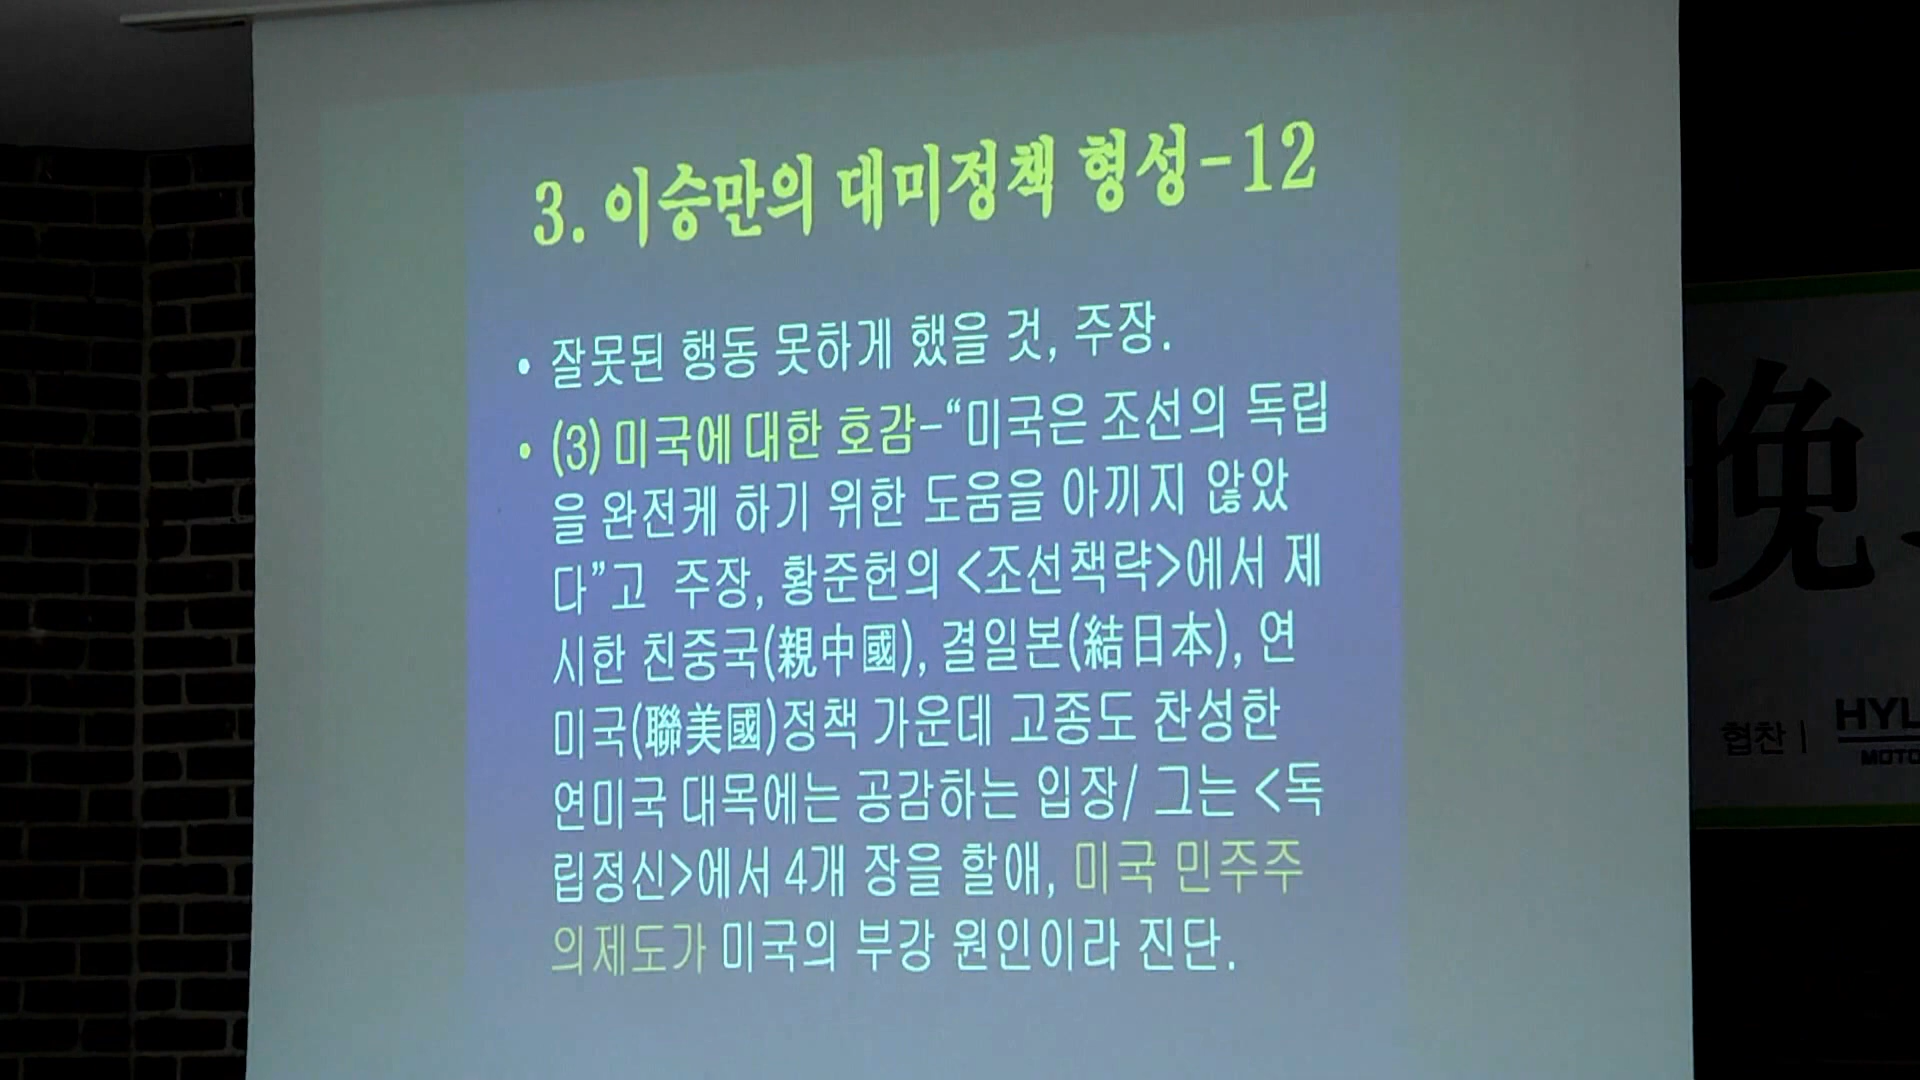 3. 이승만의 대미정책 형성-12
• 잘못된 행동 못하게 했을 것, 주장.
• (3) 미국에 대한 호감-“미국은 조선의 독립
을 완전케 하기 위한 도움을 아끼지 않았
다”고 주장, 황준헌의 <조선책략>에서 제
시한 친중국(親中國), 결일본(結日本), 연
미국(聯美國)정책 가운데 고종도 찬성한
연미국 대목에는 공감하는 입장/ 그는 <독
립정신>에서 4개 장을 할애, 미국 민주주
의제도가 미국의 부강 원인이라 진단.
晩
협찬 |